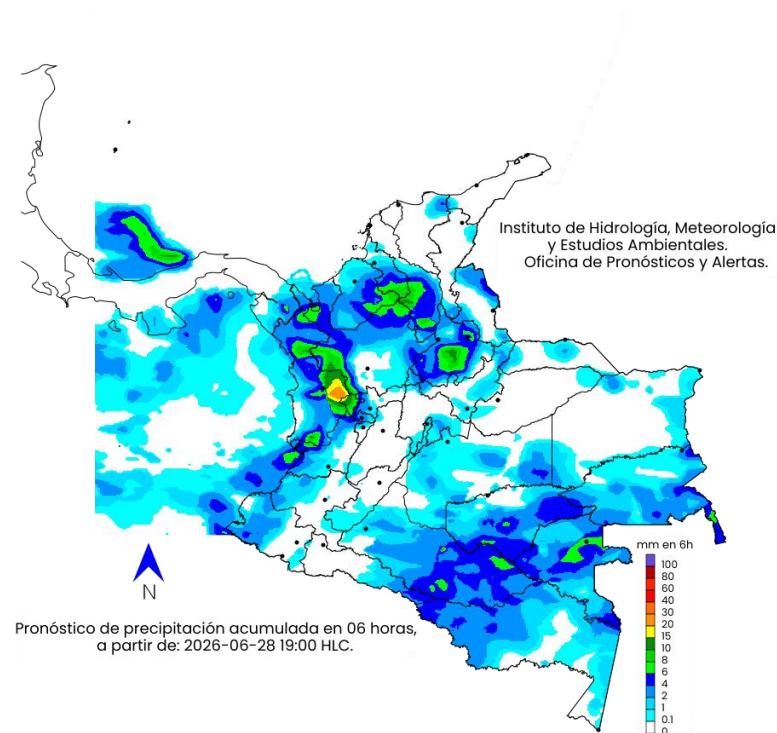 Instituto de Hidrología, Meteorología
y Estudios Ambientales.
Oficina de Pronósticos y Alertas.
mm en 6h
100
80
60
40
30
20
15
10
8
6
4
2
1
0.1
0
N
Pronóstico de precipitación acumulada en 06 horas,
a partir de: 2026-06-28 19:00 HLC.